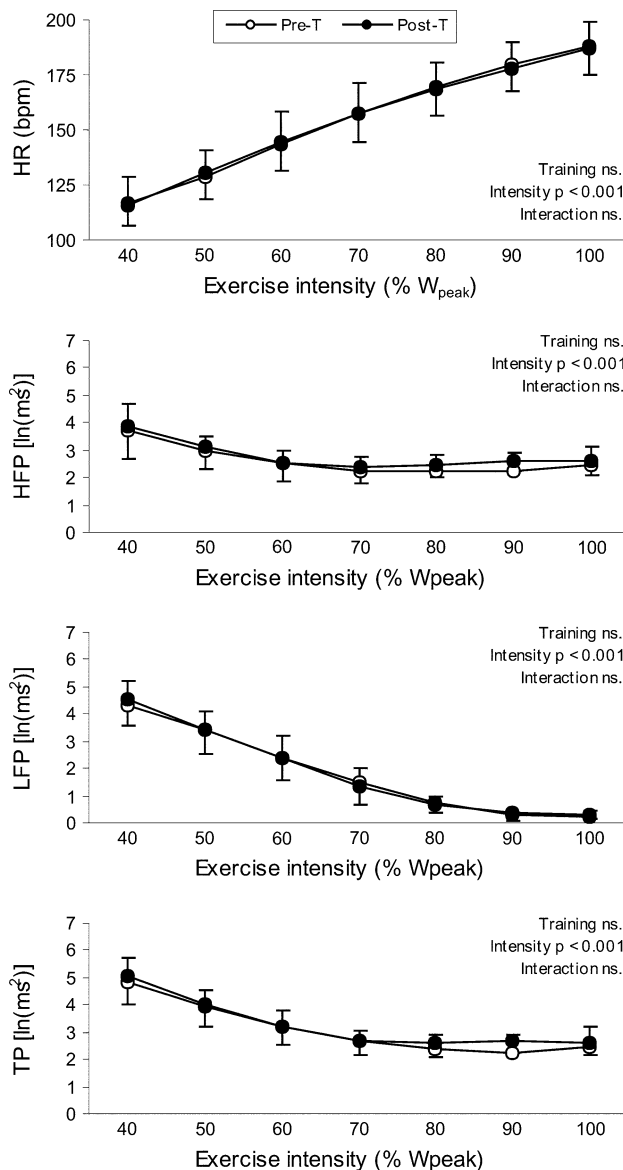 Pre-T Post-T
200
175
150
125
100
HR (bpm)
Training ns.
Intensity p < 0.001
Interaction ns.
40 50 60 70 80 90 100
Exercise intensity (% Wpeak)
7
6
5
4
3
2
1
0
HFP [ln(ms²)]
Training ns.
Intensity p < 0.001
Interaction ns.
40 50 60 70 80 90 100
Exercise intensity (% Wpeak)
7
6
5
4
3
2
1
0
LFP [ln(ms²)]
Training ns.
Intensity p < 0.001
Interaction ns.
40 50 60 70 80 90 100
Exercise intensity (% Wpeak)
7
6
5
4
3
2
1
0
TP [ln(ms²)]
Training ns.
Intensity p < 0.001
Interaction ns.
40 50 60 70 80 90 100
Exercise intensity (% Wpeak)